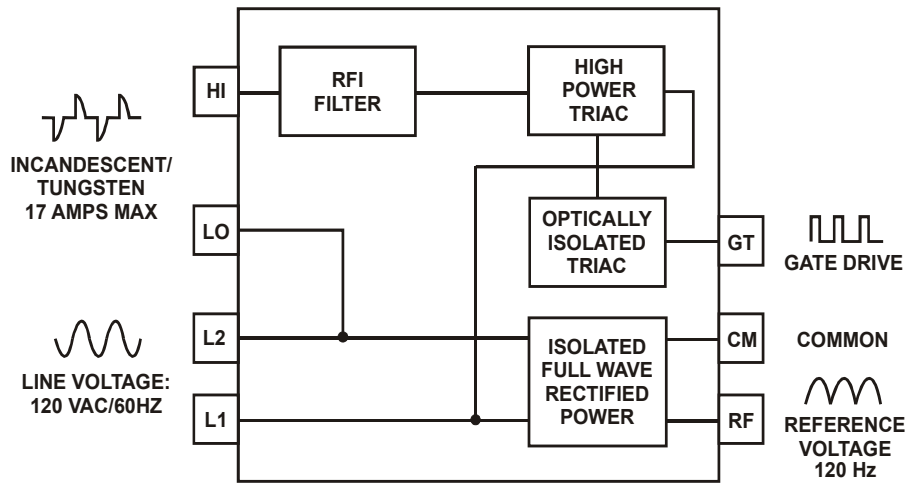 HI
RFI
FILTER
HIGH
POWER
TRIAC
INCANDESCENT/
TUNGSTEN
17 AMPS MAX
LO
OPTICALLY
ISOLATED
TRIAC
GT
GATE DRIVE
L2
LINE VOLTAGE:
120 VAC/60HZ
L1
ISOLATED
FULL WAVE
RECTIFIED
POWER
CM
COMMON
RF
REFERENCE
VOLTAGE
120 Hz